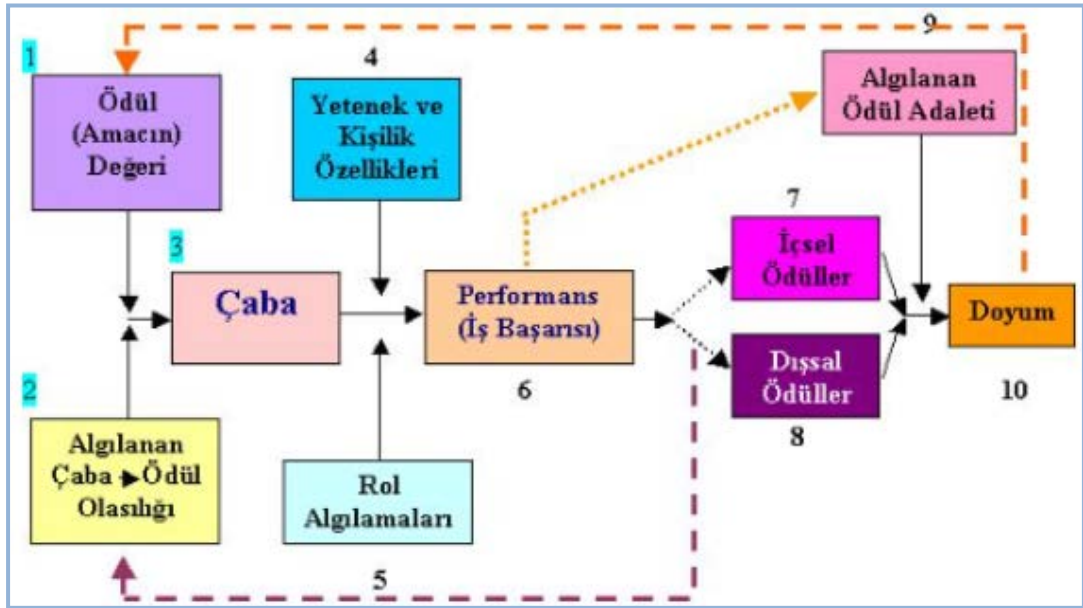 1
Ödül
(Amacın)
Değeri
2
Algılanan
Çaba → Ödül
Olasılığı
3
Çaba
4
Yetenek ve
Kişilik
Özellikleri
5
Rol
Algılamaları
6
Performans
(İş Başarısı)
7
İçsel
Ödüller
8
Dışsal
Ödüller
9
Algılanan
Ödül Adaleti
10
Doyum